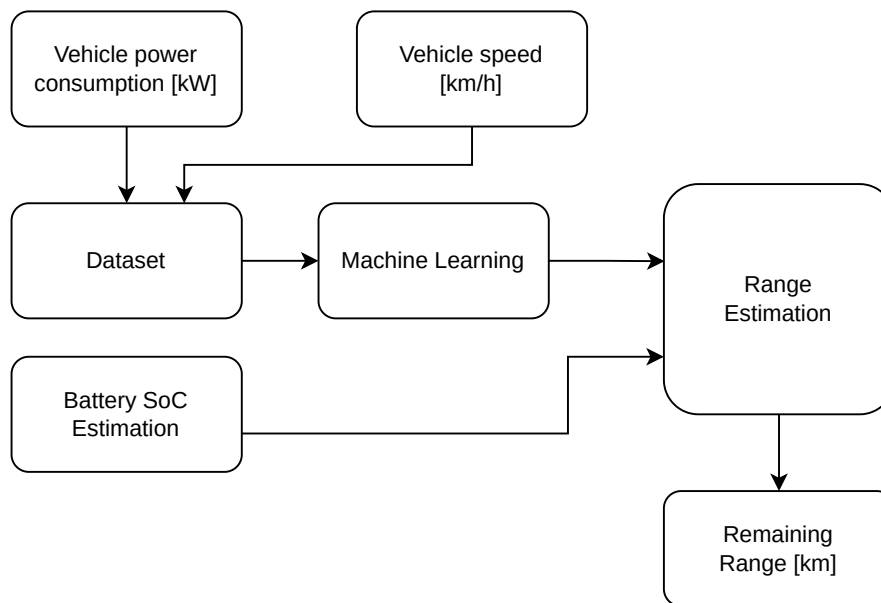 Vehicle power
consumption [kW]
Vehicle speed
[km/h]
Dataset
Machine Learning
Range
Estimation
Battery SoC
Estimation
Remaining
Range [km]